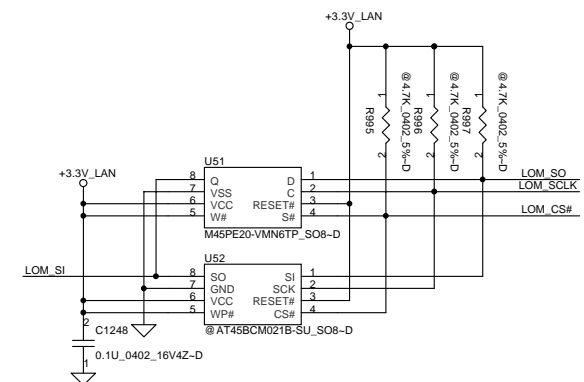 +3.3V_LAN
1
@4.7K_0402_5%~D
R995
2
1
@4.7K_0402_5%~D
R996
2
1
@4.7K_0402_5%~D
R997
2
+3.3V_LAN
U51
8 Q D 1 LOM_SO
7 VSS C 2 LOM_SCLK
6 VCC RESET# 3
5 W# S# 4 LOM_CS#
M45PE20-VMN6TP_SO8~D
U52
LOM_SI 8 SO SI 1
7 GND SCK 2
6 VCC RESET# 3
5 WP# CS# 4
@AT45BCM021B-SU_SO8~D
2
C1248
0.1U_0402_16V4Z~D
1